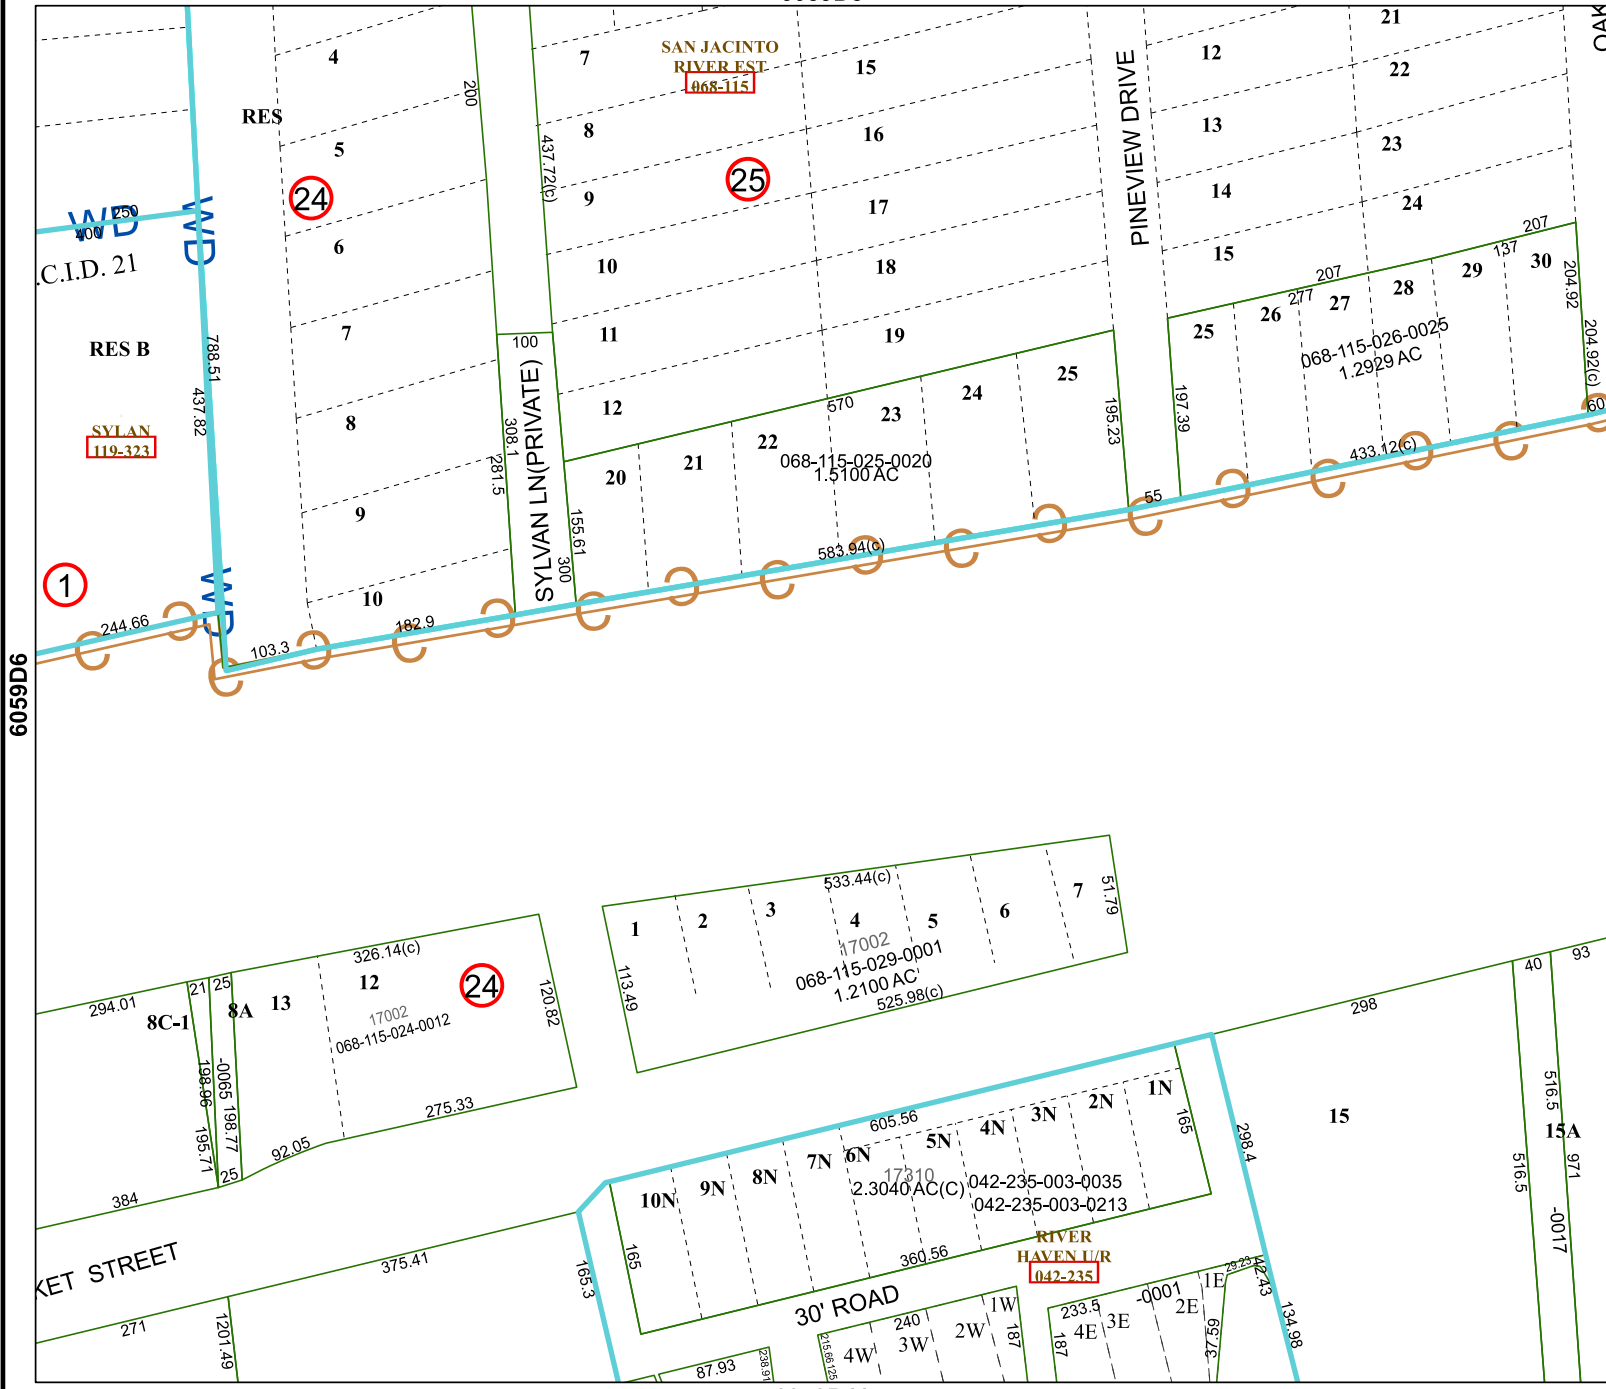 4
5
6
7
8
9
10
RES
24
200
437.72(c)
7
8
9
10
11
12
SAN JACINTO
RIVER EST
068-115
25
15
16
17
18
19
PINEVIEW DRIVE
12
13
14
15
21
22
23
24
WD
250
400
WD
.C.I.D. 21
RES B
788.51
437.82
SYLAN
119-323
1
WD
244.66
103.3
182.9
100
SYLVAN LN(PRIVATE)
308.1
281.5
155.61
300
570
20
21
22
23
24
25
068-115-025-0020
1.5100 AC
195.23
583.94(c)
55
197.39
207
277
207
137
25
26
27
28
29
30
068-115-026-0025
1.2929 AC
204.92
204.92(c)
60
433.12(c)
6059D6
533.44(c)
1
2
3
4
5
6
7
51.79
113.49
17002
068-115-029-0001
1.2100 AC
525.98(c)
326.14(c)
12
13
24
17002
068-115-024-0012
120.82
275.33
92.05
294.01
21
25
8C-1
8A
198.96
-0065
198.77
195.71
25
384
KET STREET
375.41
271
1201.49
165.3
605.56
10N
9N
8N
7N
6N
5N
4N
3N
2N
1N
165
165
17310
2.3040 AC(C)
042-235-003-0035
042-235-003-0213
360.56
RIVER
HAVEN U/R
042-235
30' ROAD
298.4
298
40
93
15
15A
516.5
516.5
971
-0017
87.93
238.91
240
4W
3W
2W
1W
187
187
233.5
-0001
4E
3E
2E
1E
29.23
42.43
37.59
134.98